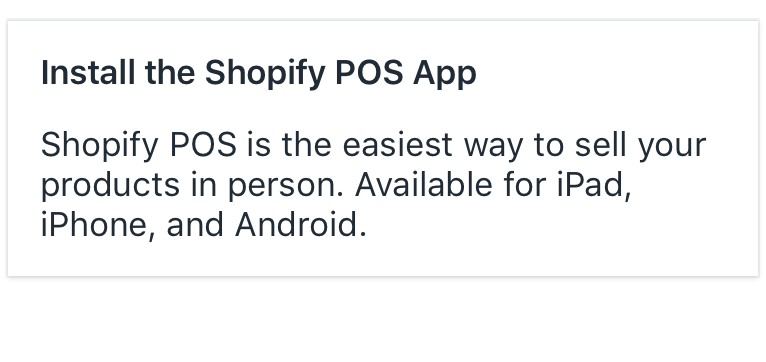 Install the Shopify POS App
Shopify POS is the easiest way to sell your
products in person. Available for iPad,
iPhone, and Android.